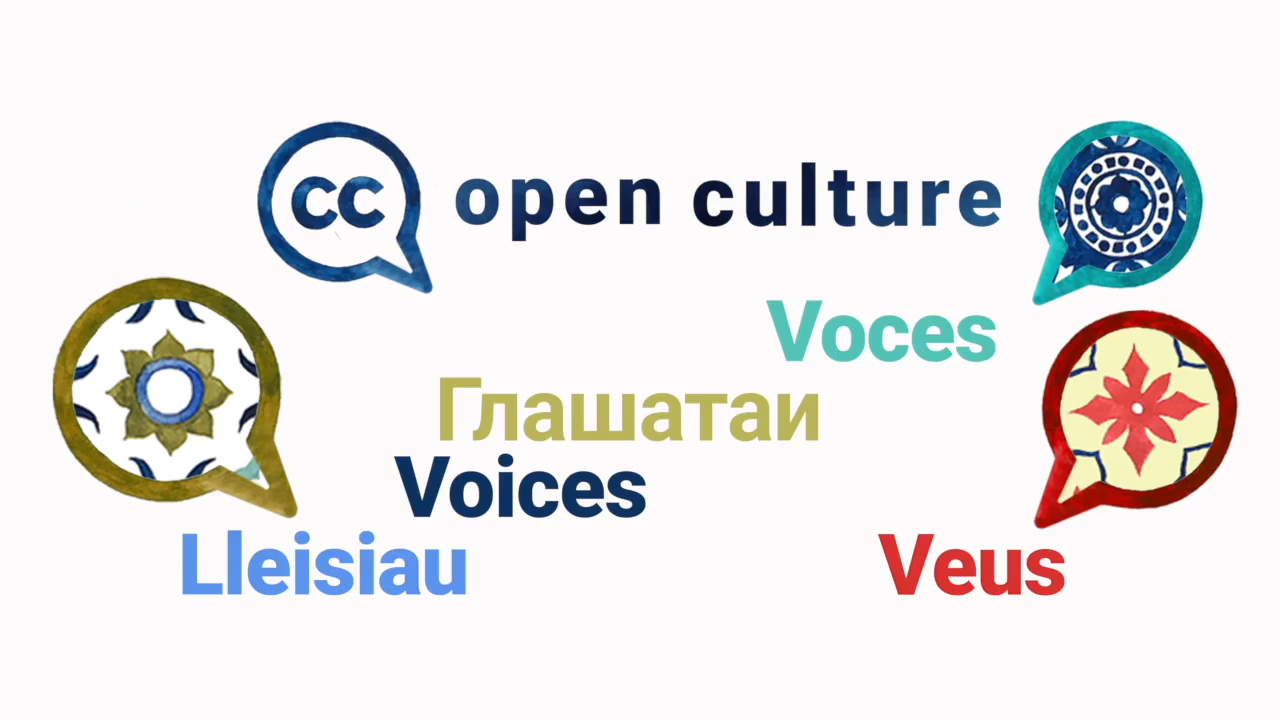 cc open culture
Voces
Глашатаи
Voices
Lleisiau
Veus